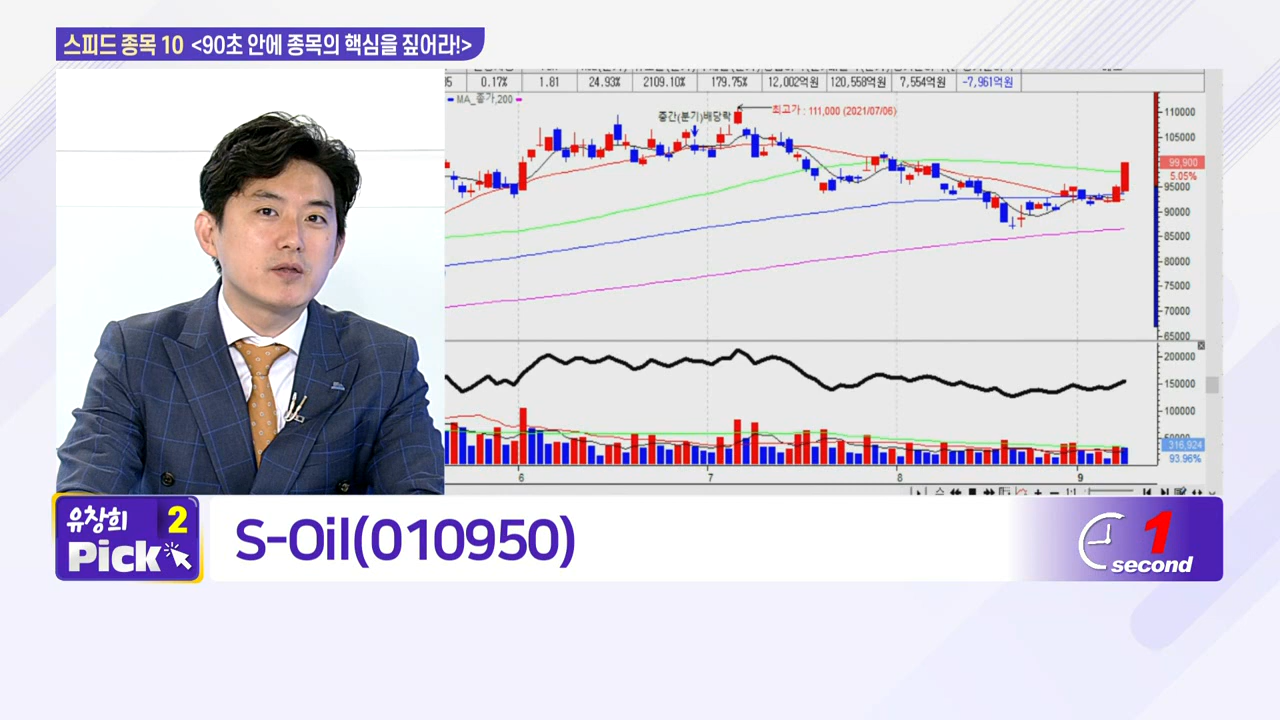 스피드 종목 10 <90초 안에 종목의 핵심을 짚어라!>
0.17% 1.81 24.93% 2109.10% 179.75% 12,002억원 120,558억원 7,554억원 -7,961억원
MA_종가,200
중간(분기)배당락
최고가 : 111,000 (2021/07/06)
110000
105000
99,900
5.05%
95000
90000
85000
80000
75000
70000
65000
200000
150000
100000
50000
316,924
93.96%
6 7 8 9
1:1
유창희 2
Pick
S-Oil(010950)
1
second